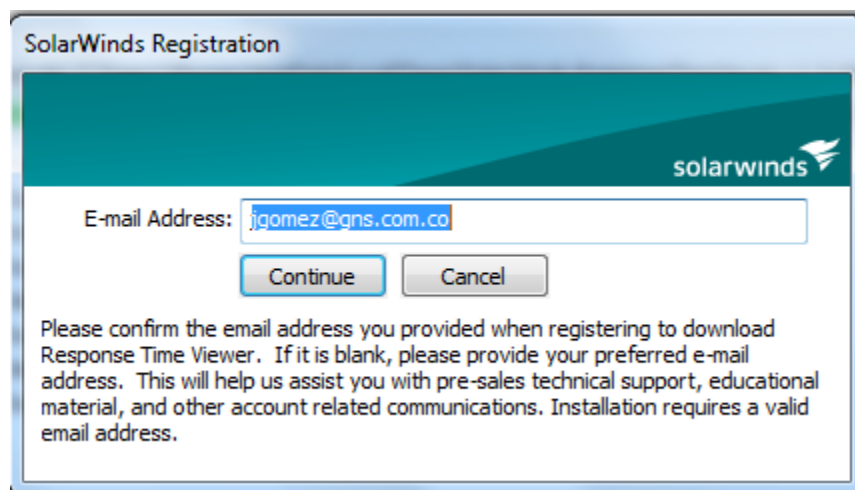 SolarWinds Registration
solarwinds
E-mail Address: jgomez@gns.com.co
Continue Cancel
Please confirm the email address you provided when registering to download
Response Time Viewer. If it is blank, please provide your preferred e-mail
address. This will help us assist you with pre-sales technical support, educational
material, and other account related communications. Installation requires a valid
email address.